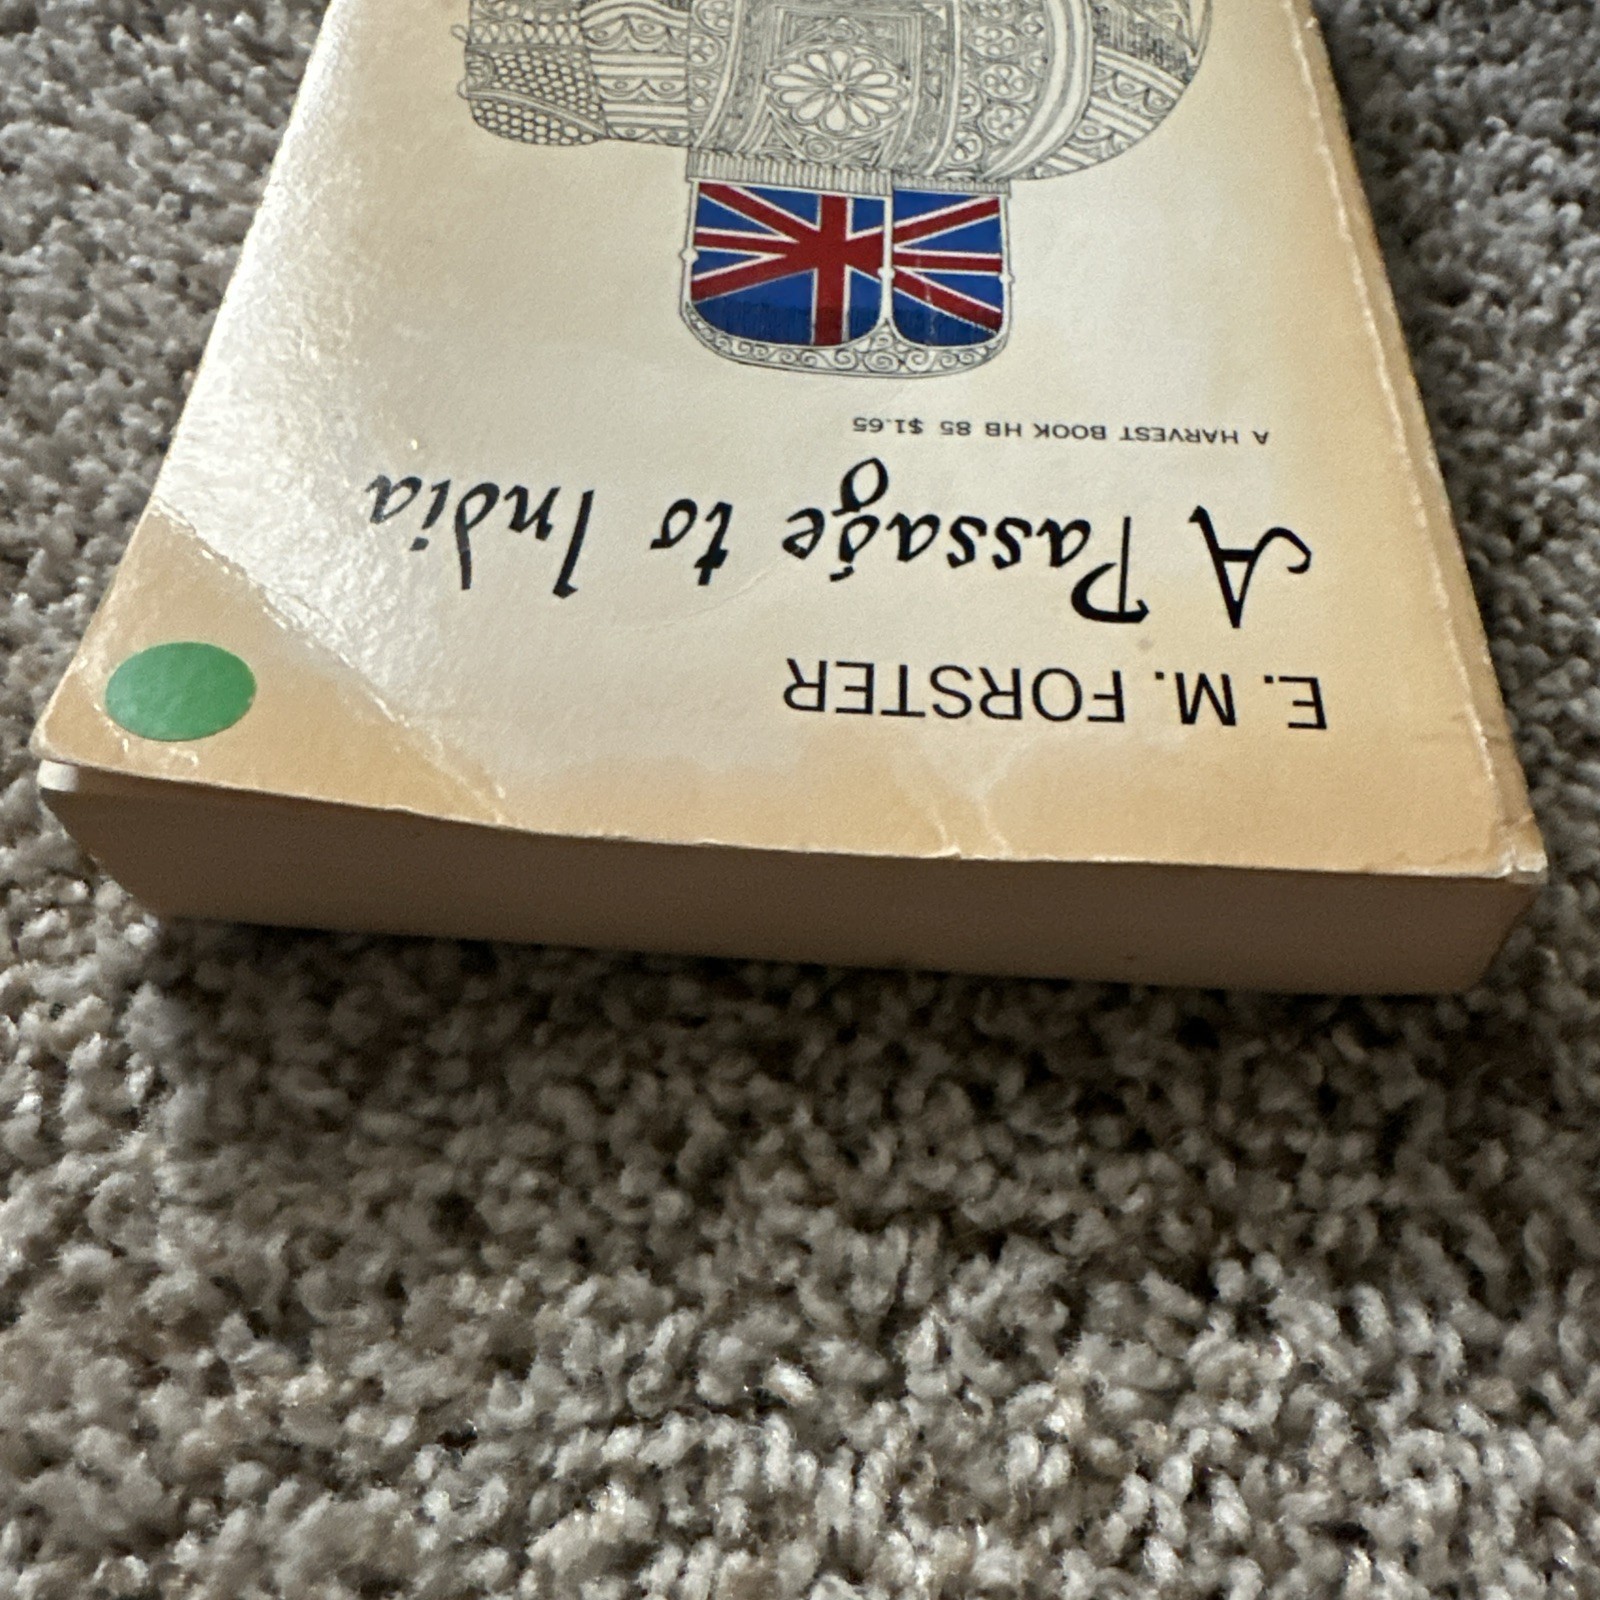 E. M. FORSTER
A Passage to India
A HARVEST BOOK HB 85 $1.65